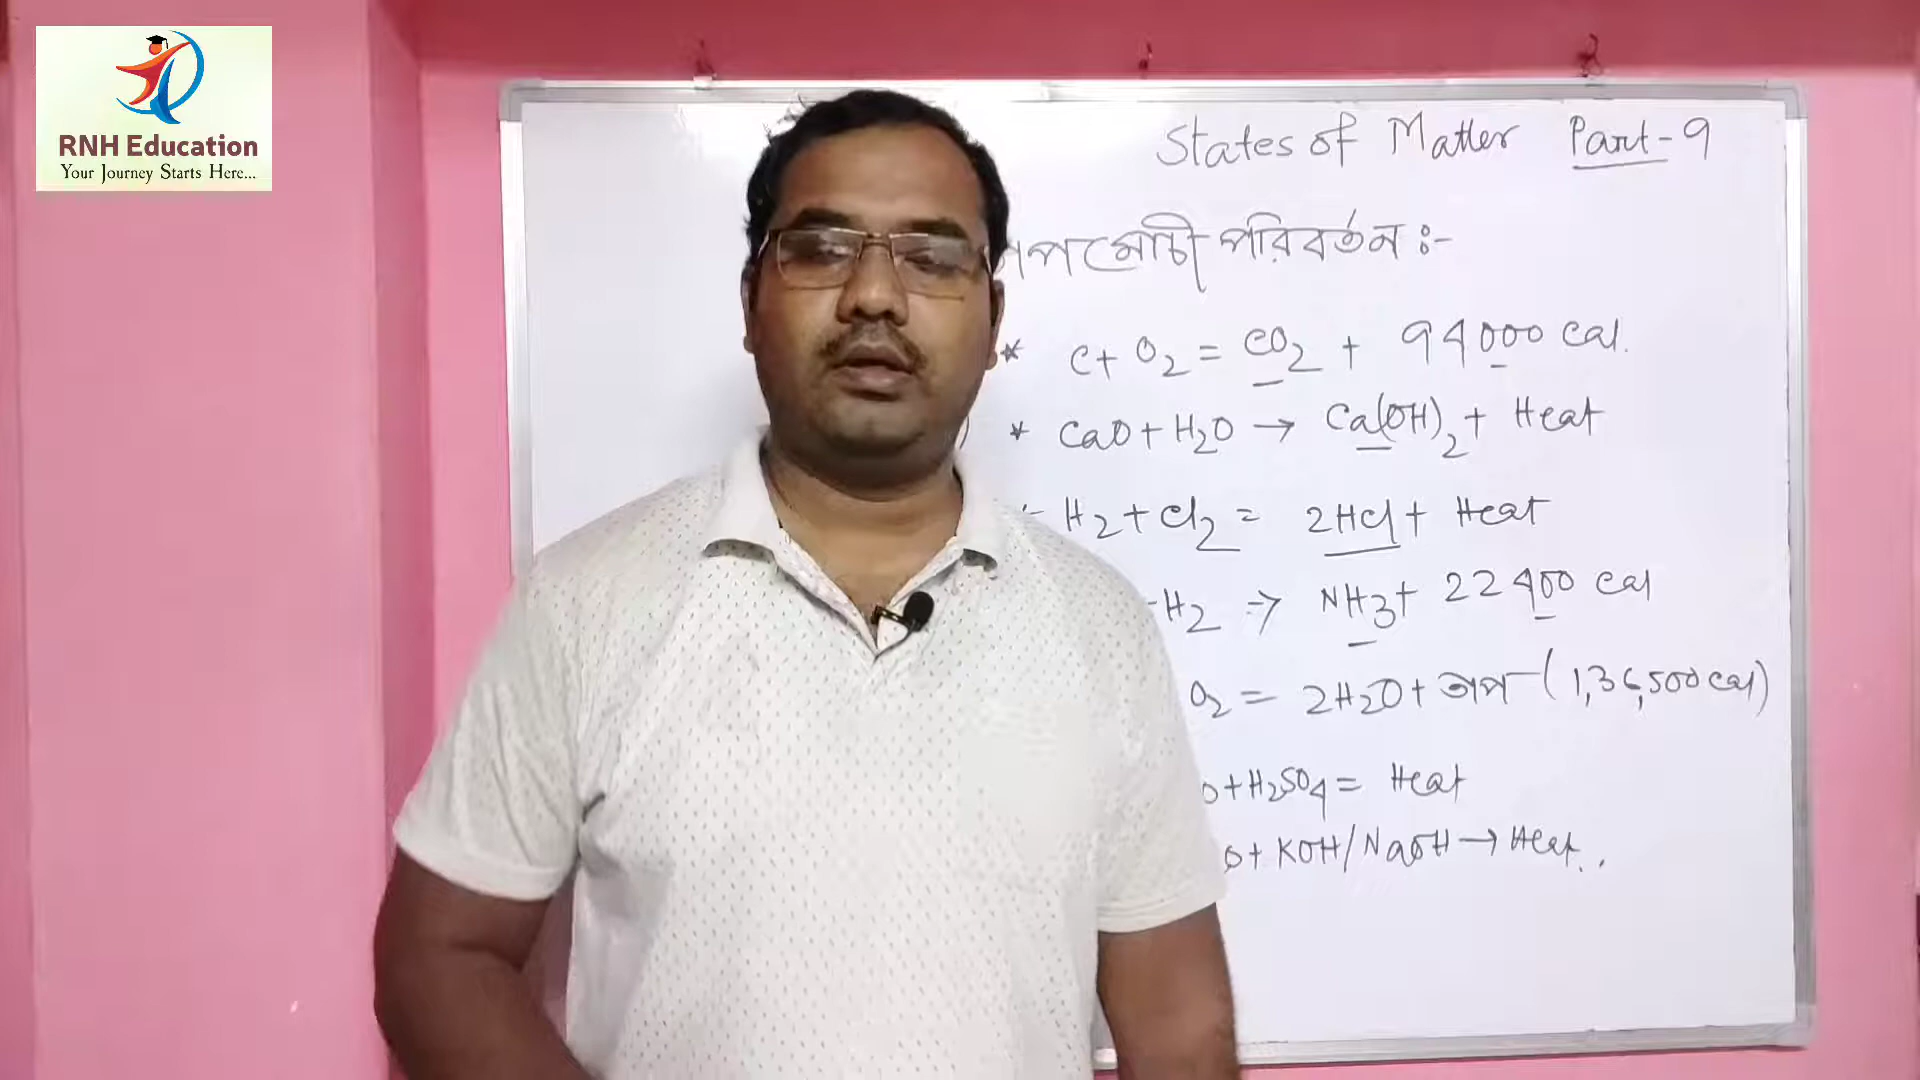 RNH Education
Your Journey Starts Here...
States of Matter Part-9
পমোচী পরিবর্তন :-
* C + O₂ = CO₂ + 94000 Cal.
* CaO + H₂O → Ca(OH)₂ + Heat
H₂ + Cl₂ = 2HCl + Heat
H₂ => NH₃ + 22400 Cal
O₂ = 2H₂O + তাপ - (1,36,500 cal)
O + H₂SO₄ = Heat
O + KOH/NaOH → Heat.